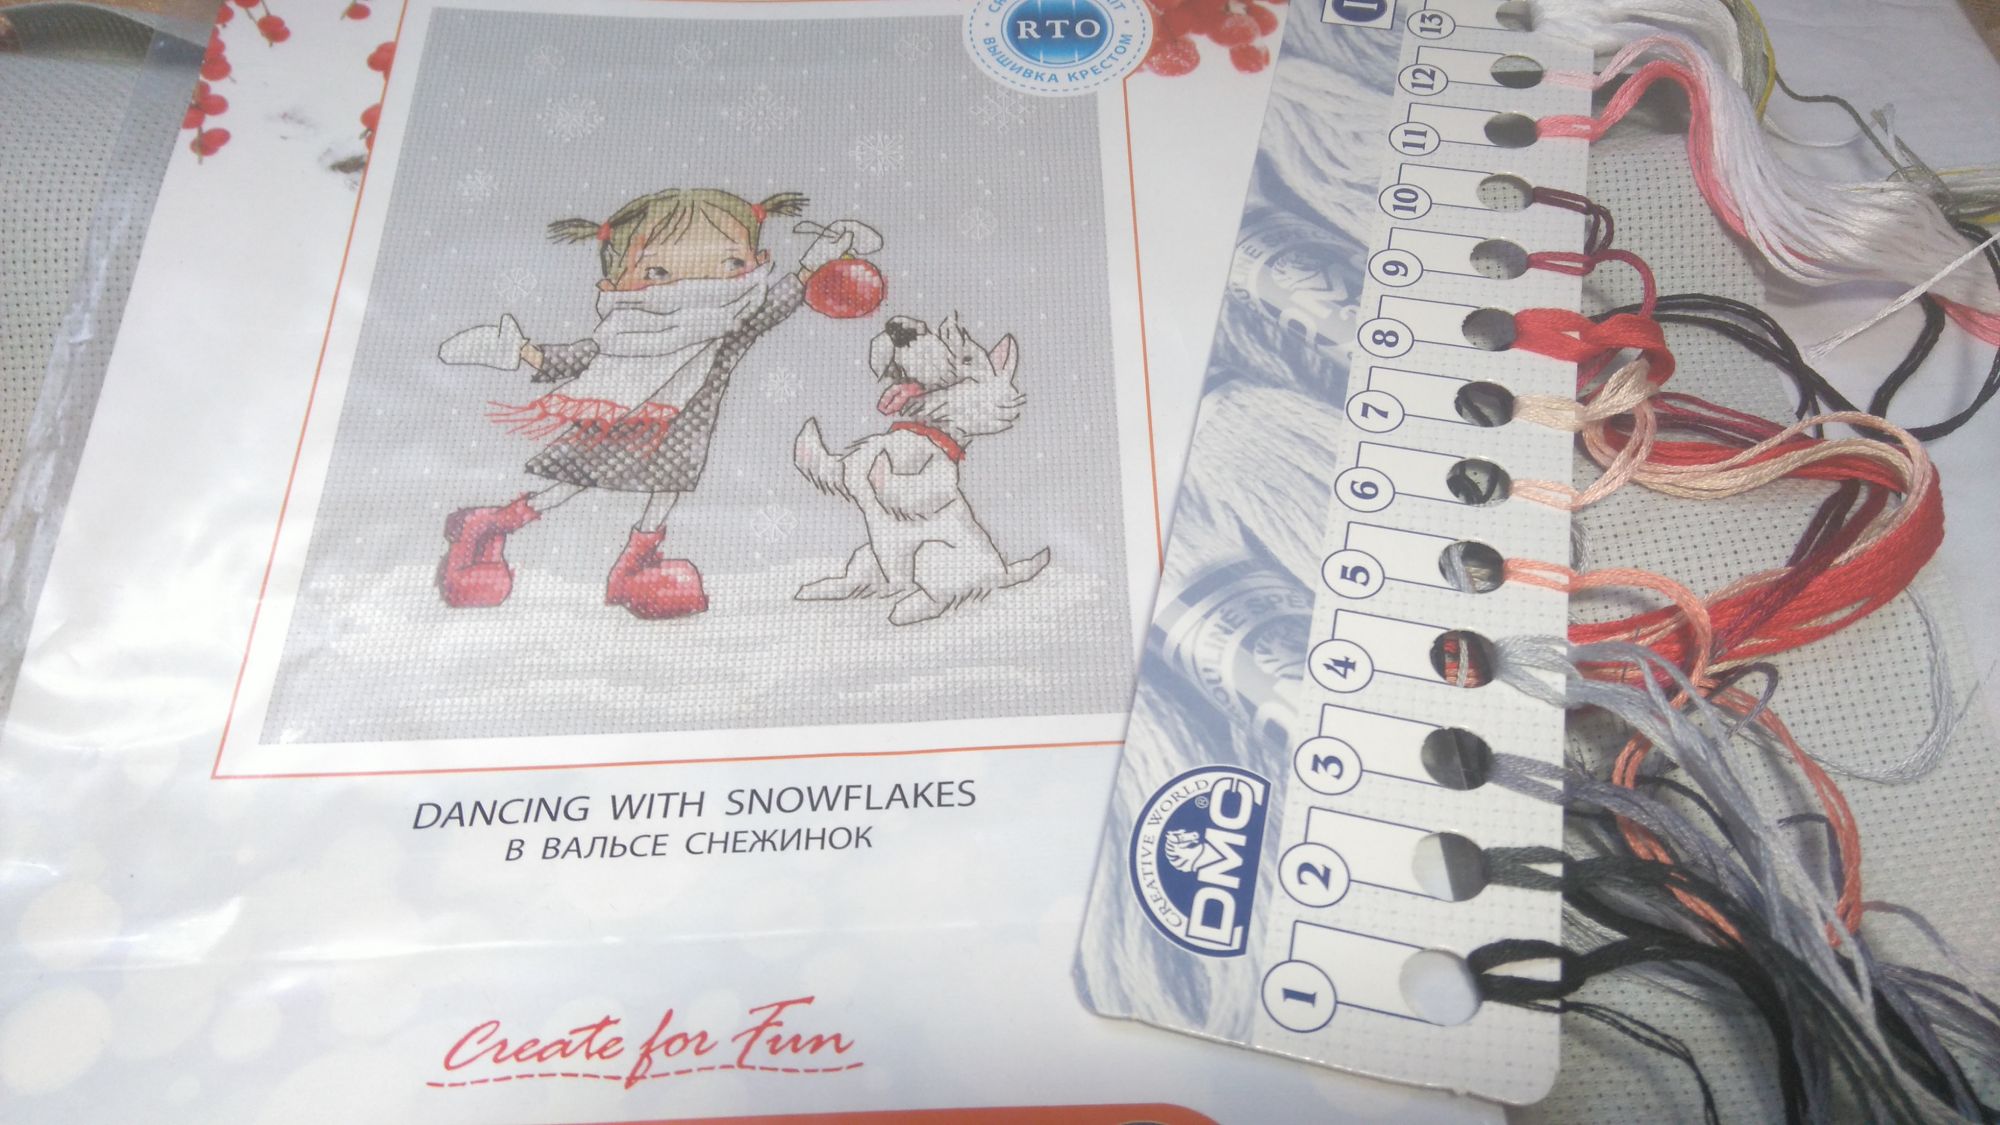 RTO
ВЫШИВКА КРЕСТОМ
DANCING WITH SNOWFLAKES
В ВАЛЬСЕ СНЕЖИНОК
Create for Fun
13
12
11
10
9
8
7
6
5
4
3
2
1
CREATIVE WORLD
®
DMC